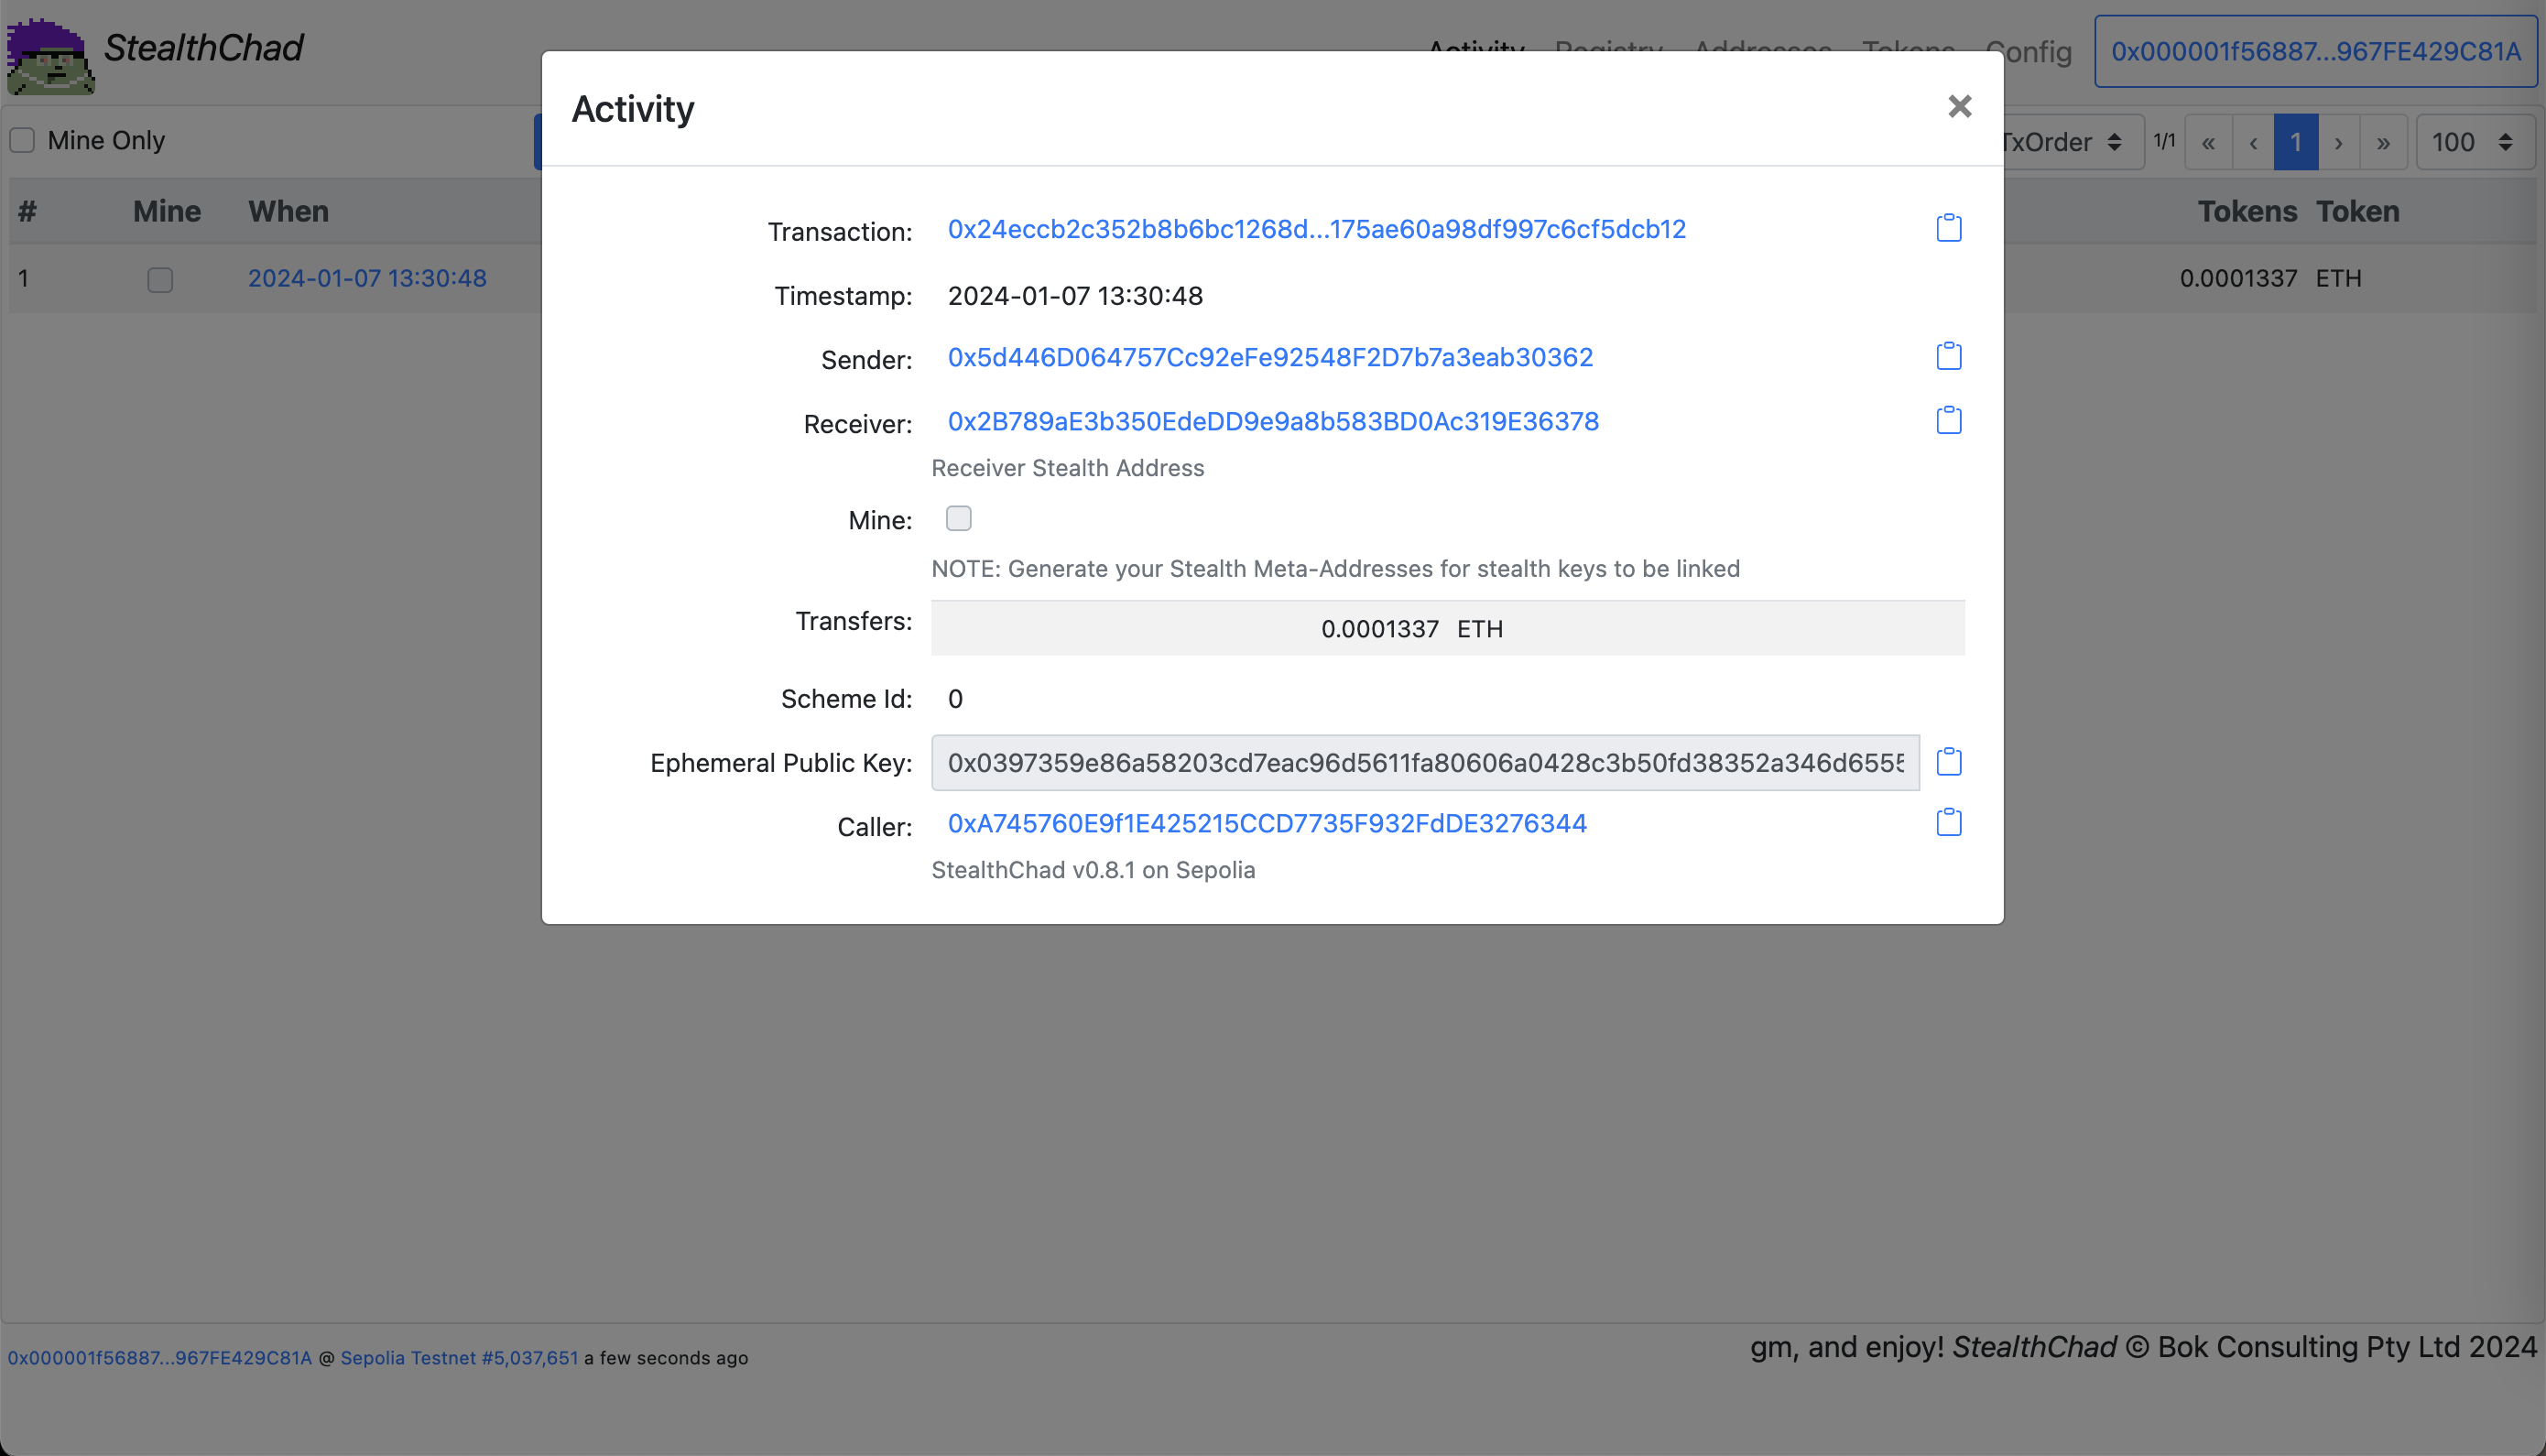 StealthChad
Activity Registry Addresses Tokens Config
0x000001f56887...967FE429C81A
Mine Only
TxOrder
1/1
« ‹ 1 › »
100
# Mine When Tokens Token
1 2024-01-07 13:30:48 0.0001337 ETH
Activity
×
Transaction: 0x24eccb2c352b8b6bc1268d...175ae60a98df997c6cf5dcb12
Timestamp: 2024-01-07 13:30:48
Sender: 0x5d446D064757Cc92eFe92548F2D7b7a3eab30362
Receiver: 0x2B789aE3b350EdeDD9e9a8b583BD0Ac319E36378
Receiver Stealth Address
Mine:
NOTE: Generate your Stealth Meta-Addresses for stealth keys to be linked
Transfers: 0.0001337 ETH
Scheme Id: 0
Ephemeral Public Key: 0x0397359e86a58203cd7eac96d5611fa80606a0428c3b50fd38352a346d6555
Caller: 0xA745760E9f1E425215CCD7735F932FdDE3276344
StealthChad v0.8.1 on Sepolia
0x000001f56887...967FE429C81A @ Sepolia Testnet #5,037,651 a few seconds ago
gm, and enjoy! StealthChad © Bok Consulting Pty Ltd 2024